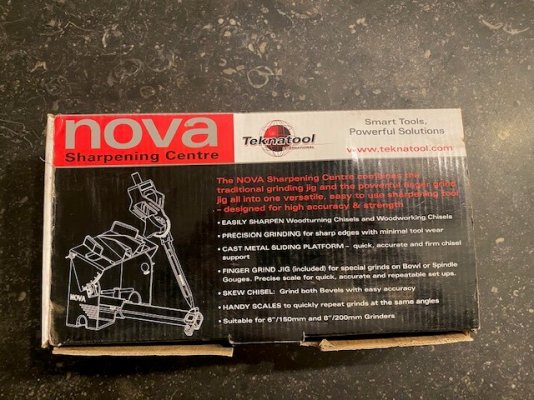 nova
Sharpening Centre
Teknatool
INTERNATIONAL
Smart Tools,
Powerful Solutions
www.teknatool.com
The NOVA Sharpening Centre combines the
traditional grinding jig and the powerful finger grind
jig all into one versatile, easy to use sharpening tool
- designed for high accuracy & strength
• EASILY SHARPEN Woodturning Chisels and Woodworking Chisels
• PRECISION GRINDING for sharp edges with minimal tool wear
• CAST METAL SLIDING PLATFORM - quick, accurate and firm chisel
support
• FINGER GRIND JIG (included) for special grinds on Bowl or Spindle
Gouges. Precise scale for quick, accurate and repeatable set ups.
• SKEW CHISEL: Grind both Bevels with easy accuracy
• HANDY SCALES to quickly repeat grinds at the same angles
• Suitable for 6"/150mm and 8"/200mm Grinders
NOVA